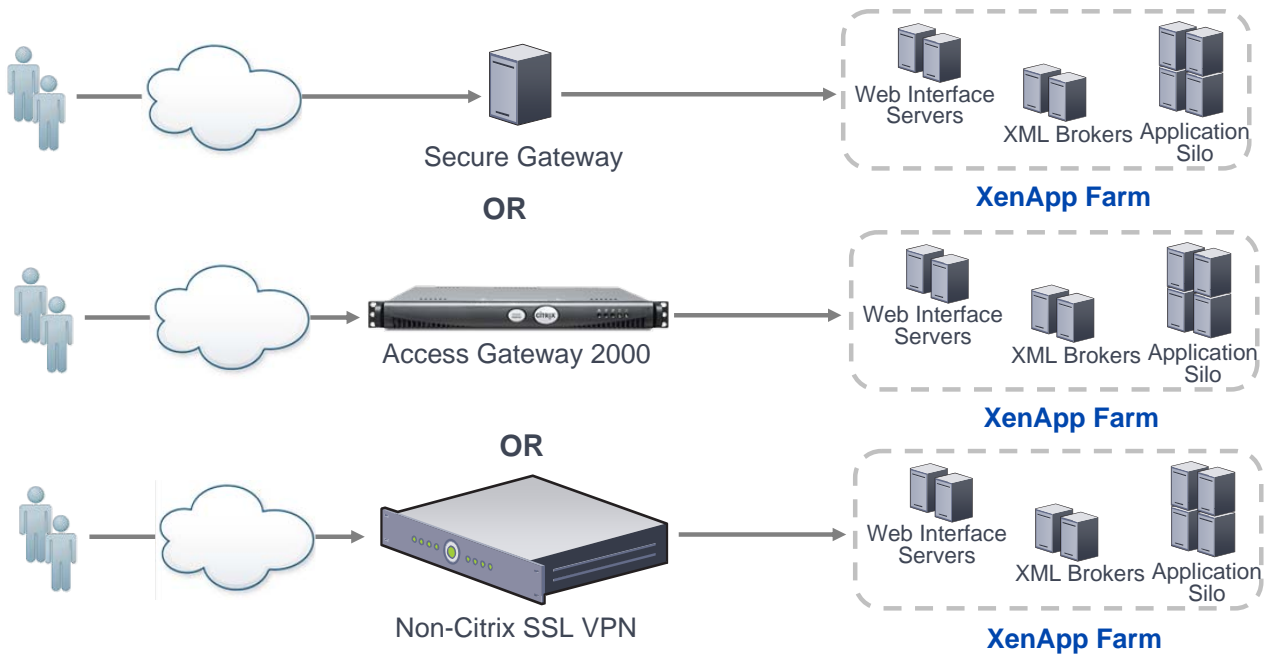 Web Interface
Servers
XML Brokers
Application
Silo
Secure Gateway
XenApp Farm
OR
CITRIX
Access Gateway 2000
Web Interface
Servers
XML Brokers
Application
Silo
XenApp Farm
OR
Web Interface
Servers
XML Brokers
Application
Silo
Non-Citrix SSL VPN
XenApp Farm